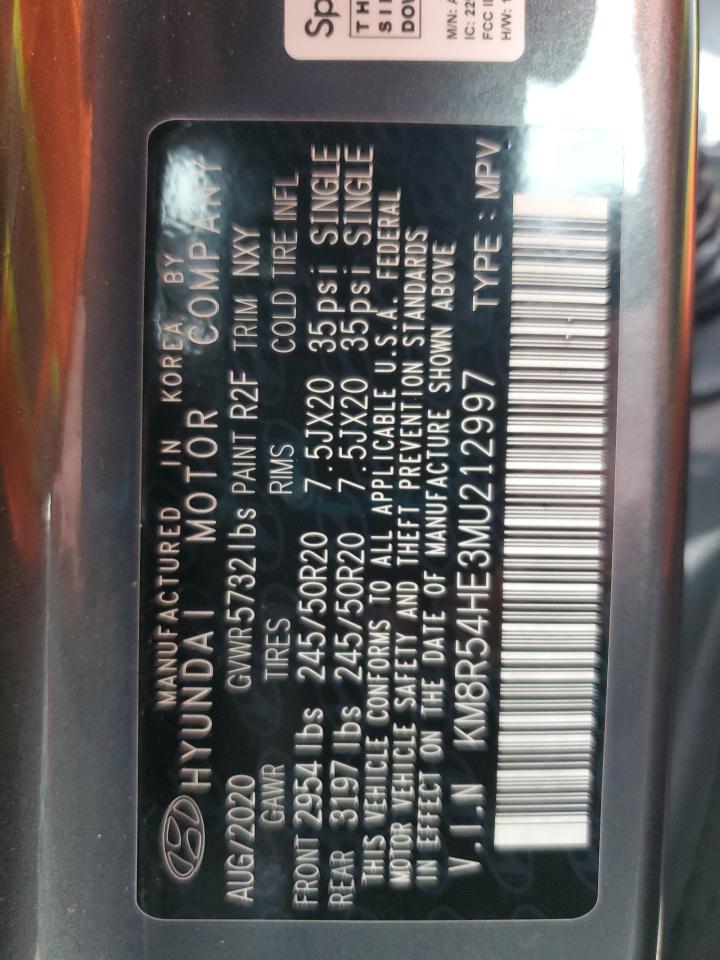 MANUFACTURED IN KOREA BY
HYUNDAI MOTOR COMPANY
AUG/2020 GVWR 5732 lbs PAINT R2F TRIM NXY
GAWR TIRES RIMS COLD TIRE INFL
FRONT 2954 lbs 245/50R20 7.5JX20 35psi SINGLE
REAR 3197 lbs 245/50R20 7.5JX20 35psi SINGLE
THIS VEHICLE CONFORMS TO ALL APPLICABLE U.S.A. FEDERAL
MOTOR VEHICLE SAFETY AND THEFT PREVENTION STANDARDS
IN EFFECT ON THE DATE OF MANUFACTURE SHOWN ABOVE
V.I.N KM8R54HE3MU212997 TYPE : MPV
M/N:
IC:
FCC ID
H/W: